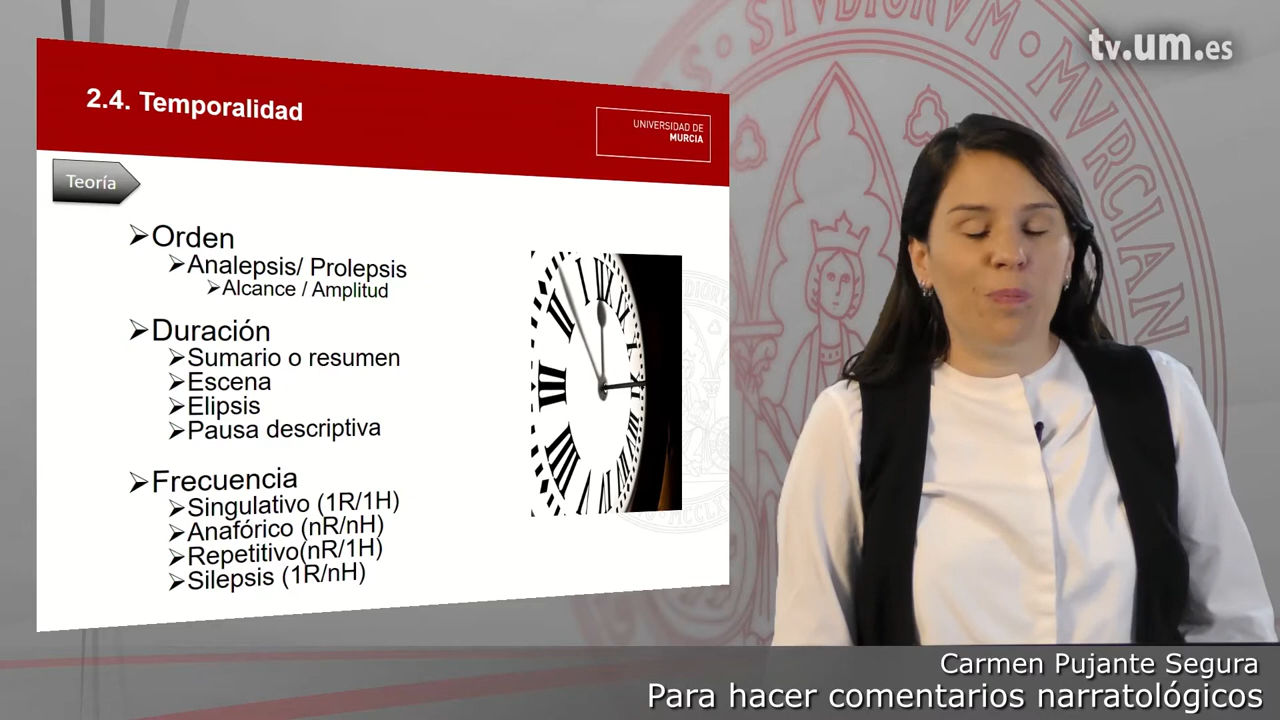 STVDIORVM
MVRCIAN
tv.um.es
2.4. Temporalidad
UNIVERSIDAD DE
MURCIA
Teoría
➢Orden
➢Analepsis/ Prolepsis
➢Alcance / Amplitud
➢Duración
➢Sumario o resumen
➢Escena
➢Elipsis
➢Pausa descriptiva
➢Frecuencia
➢Singulativo (1R/1H)
➢Anafórico (nR/nH)
➢Repetitivo(nR/1H)
➢Silepsis (1R/nH)
Carmen Pujante Segura
Para hacer comentarios narratológicos